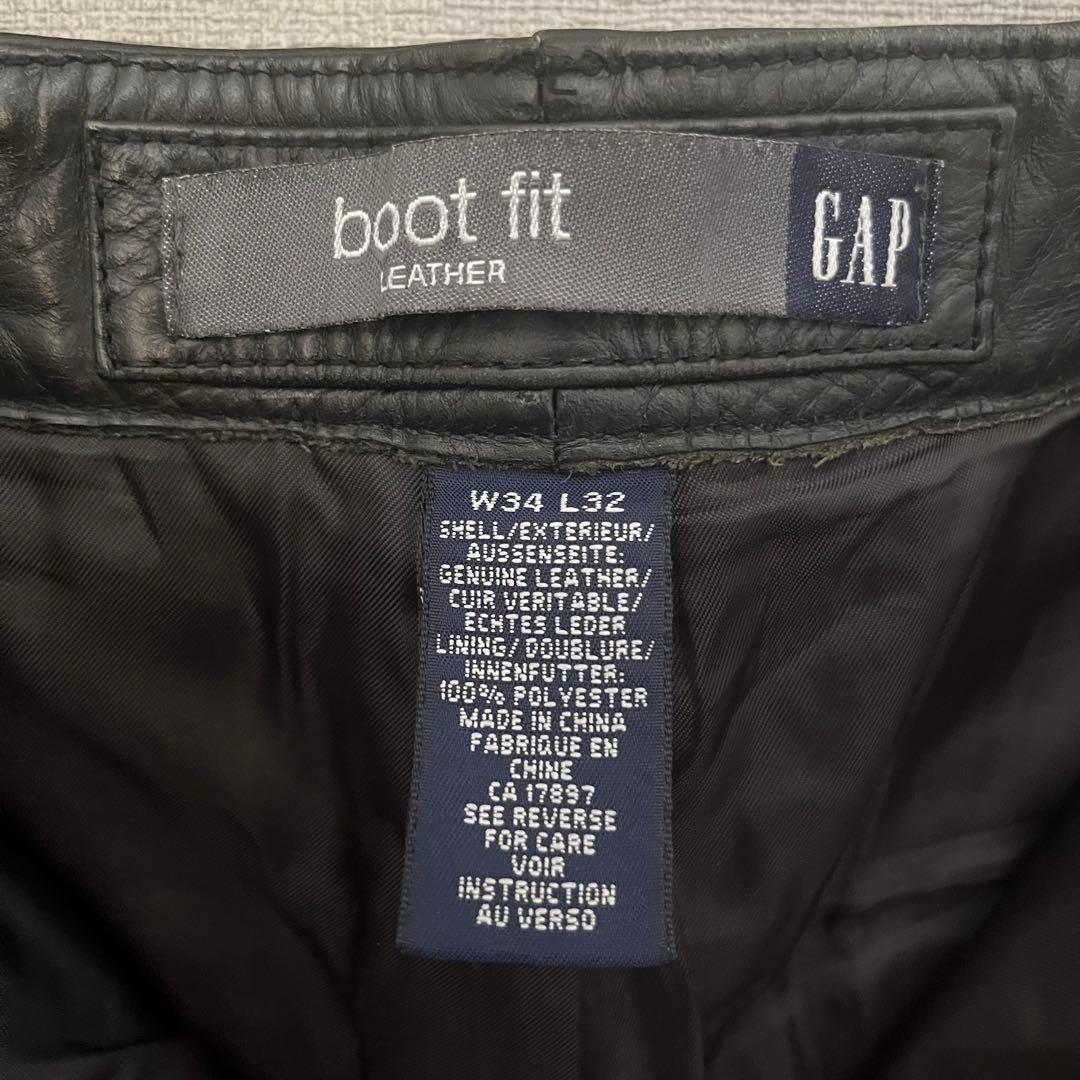 boot fit
LEATHER
GAP
W34 L32
SHELL/EXTERIEUR/
AUSSENSEITE:
GENUINE LEATHER/
CUIR VERITABLE/
ECHTES LEDER
LINING/DOUBLURE/
INNENFUTTER:
100% POLYESTER
MADE IN CHINA
FABRIQUE EN
CHINE
CA 17897
SEE REVERSE
FOR CARE
VOIR
INSTRUCTION
AU VERSO